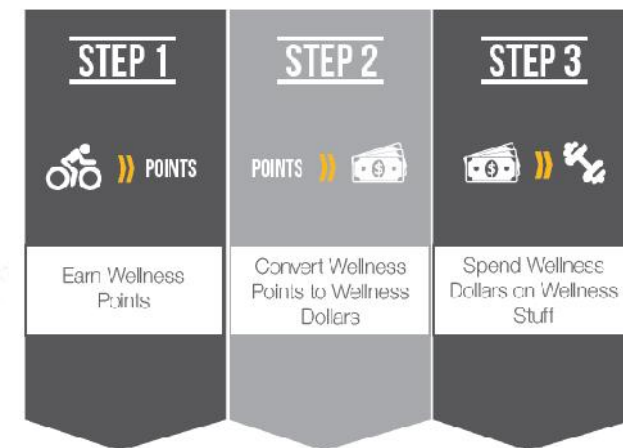 STEP 1
POINTS
Earn Wellness
Points
STEP 2
POINTS
Convert Wellness
Points to Wellness
Dollars
STEP 3
Spend Wellness
Dollars on Wellness
Stuff